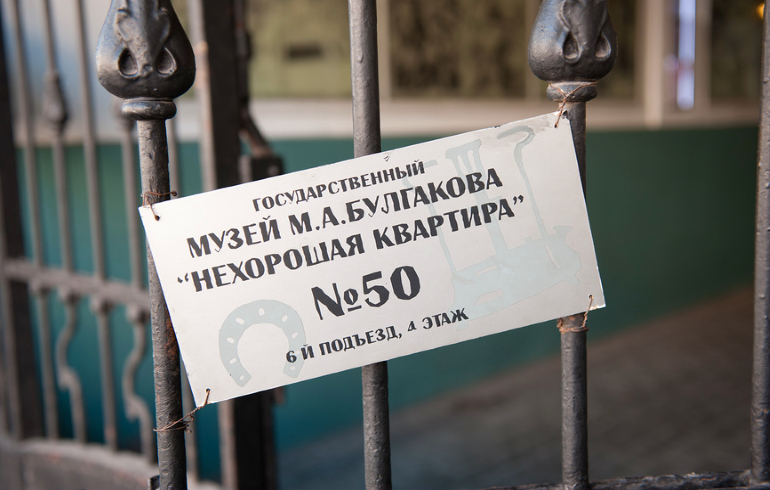 ГОСУДАРСТВЕННЫЙ
МУЗЕЙ М.А.БУЛГАКОВА
“НЕХОРОШАЯ КВАРТИРА”
№50
6 Й ПОДЪЕЗД, 4 ЭТАЖ